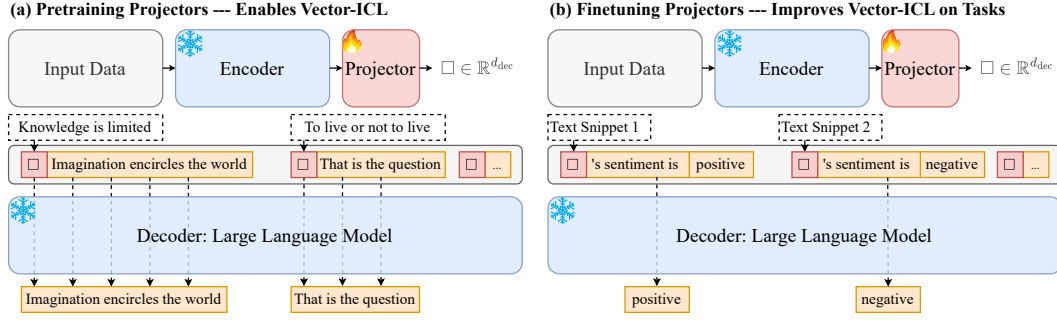 (a) Pretraining Projectors --- Enables Vector-ICL
Input Data
Encoder
Projector
□ ∈ ℝ^{d_dec}
Knowledge is limited
To live or not to live
□ Imagination encircles the world
□ That is the question
□ ...
Decoder: Large Language Model
Imagination encircles the world
That is the question
(b) Finetuning Projectors --- Improves Vector-ICL on Tasks
Input Data
Encoder
Projector
□ ∈ ℝ^{d_dec}
Text Snippet 1
Text Snippet 2
□ 's sentiment is positive
□ 's sentiment is negative
□ ...
Decoder: Large Language Model
positive
negative